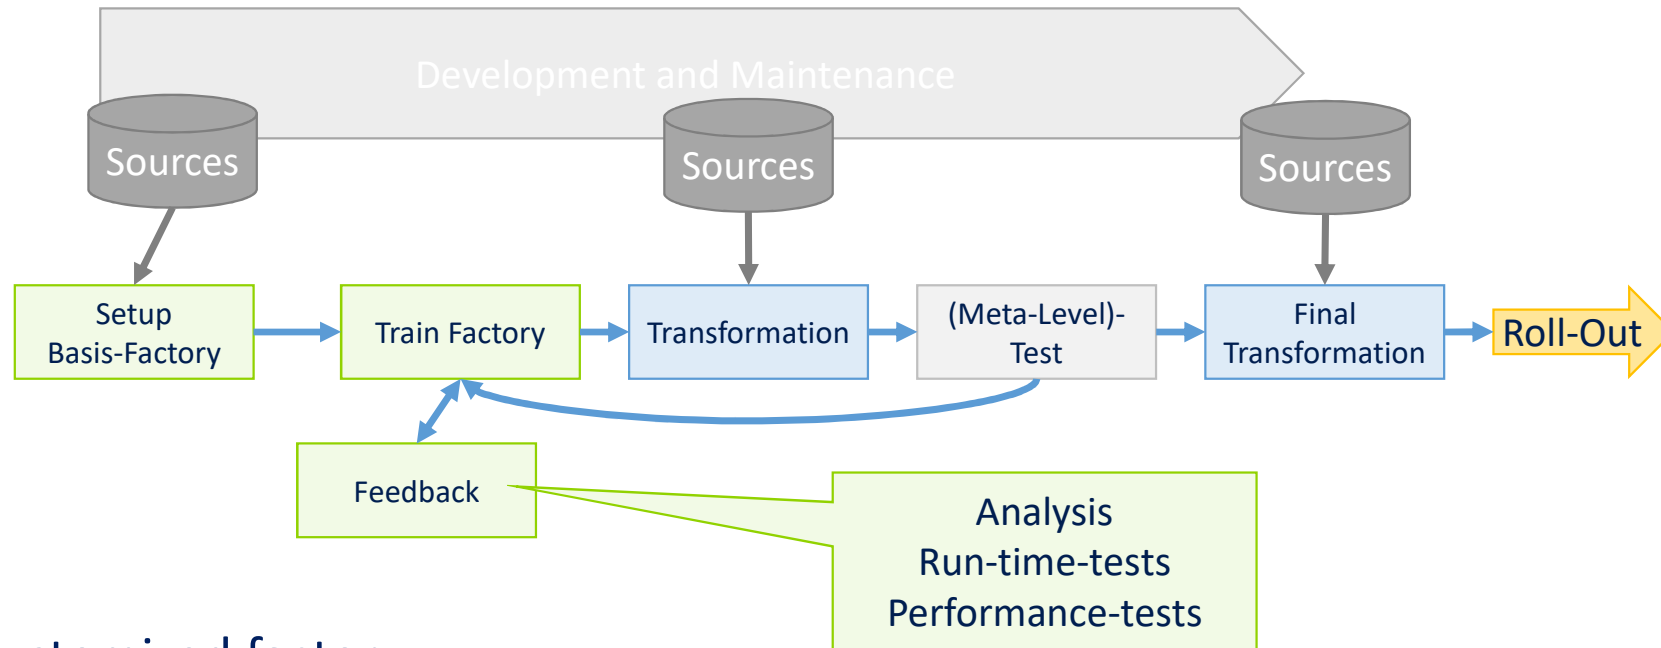 Development and Maintenance
Sources
Sources
Sources
Setup
Basis-Factory
Train Factory
Transformation
(Meta-Level)-
Test
Final
Transformation
Roll-Out
Feedback
Analysis
Run-time-tests
Performance-tests